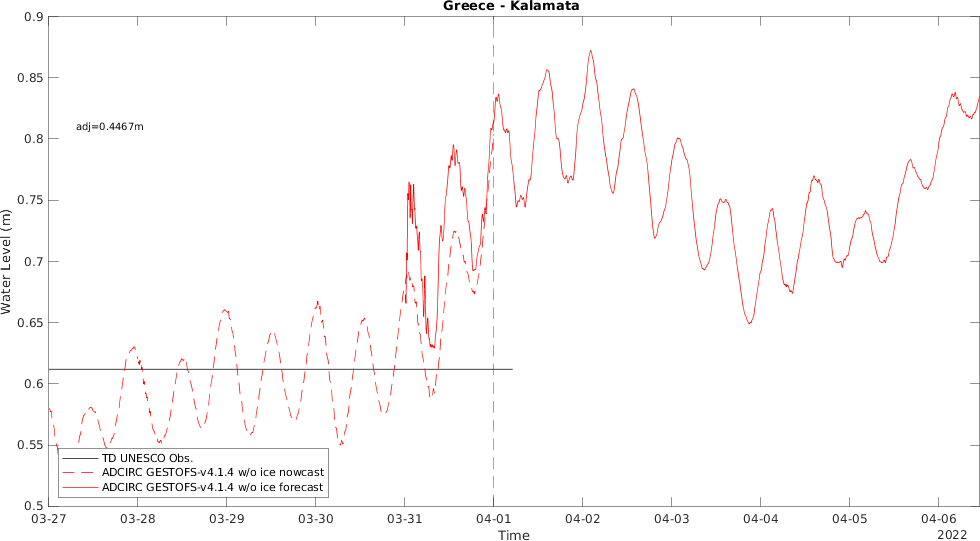 Greece - Kalamata
0.9
0.85
0.8
0.75
0.7
0.65
0.6
0.55
0.5
Water Level (m)
adj=0.4467m
TD UNESCO Obs.
ADCIRC GESTOFS-v4.1.4 w/o ice nowcast
ADCIRC GESTOFS-v4.1.4 w/o ice forecast
03-27 03-28 03-29 03-30 03-31 04-01 04-02 04-03 04-04 04-05 04-06
Time
2022